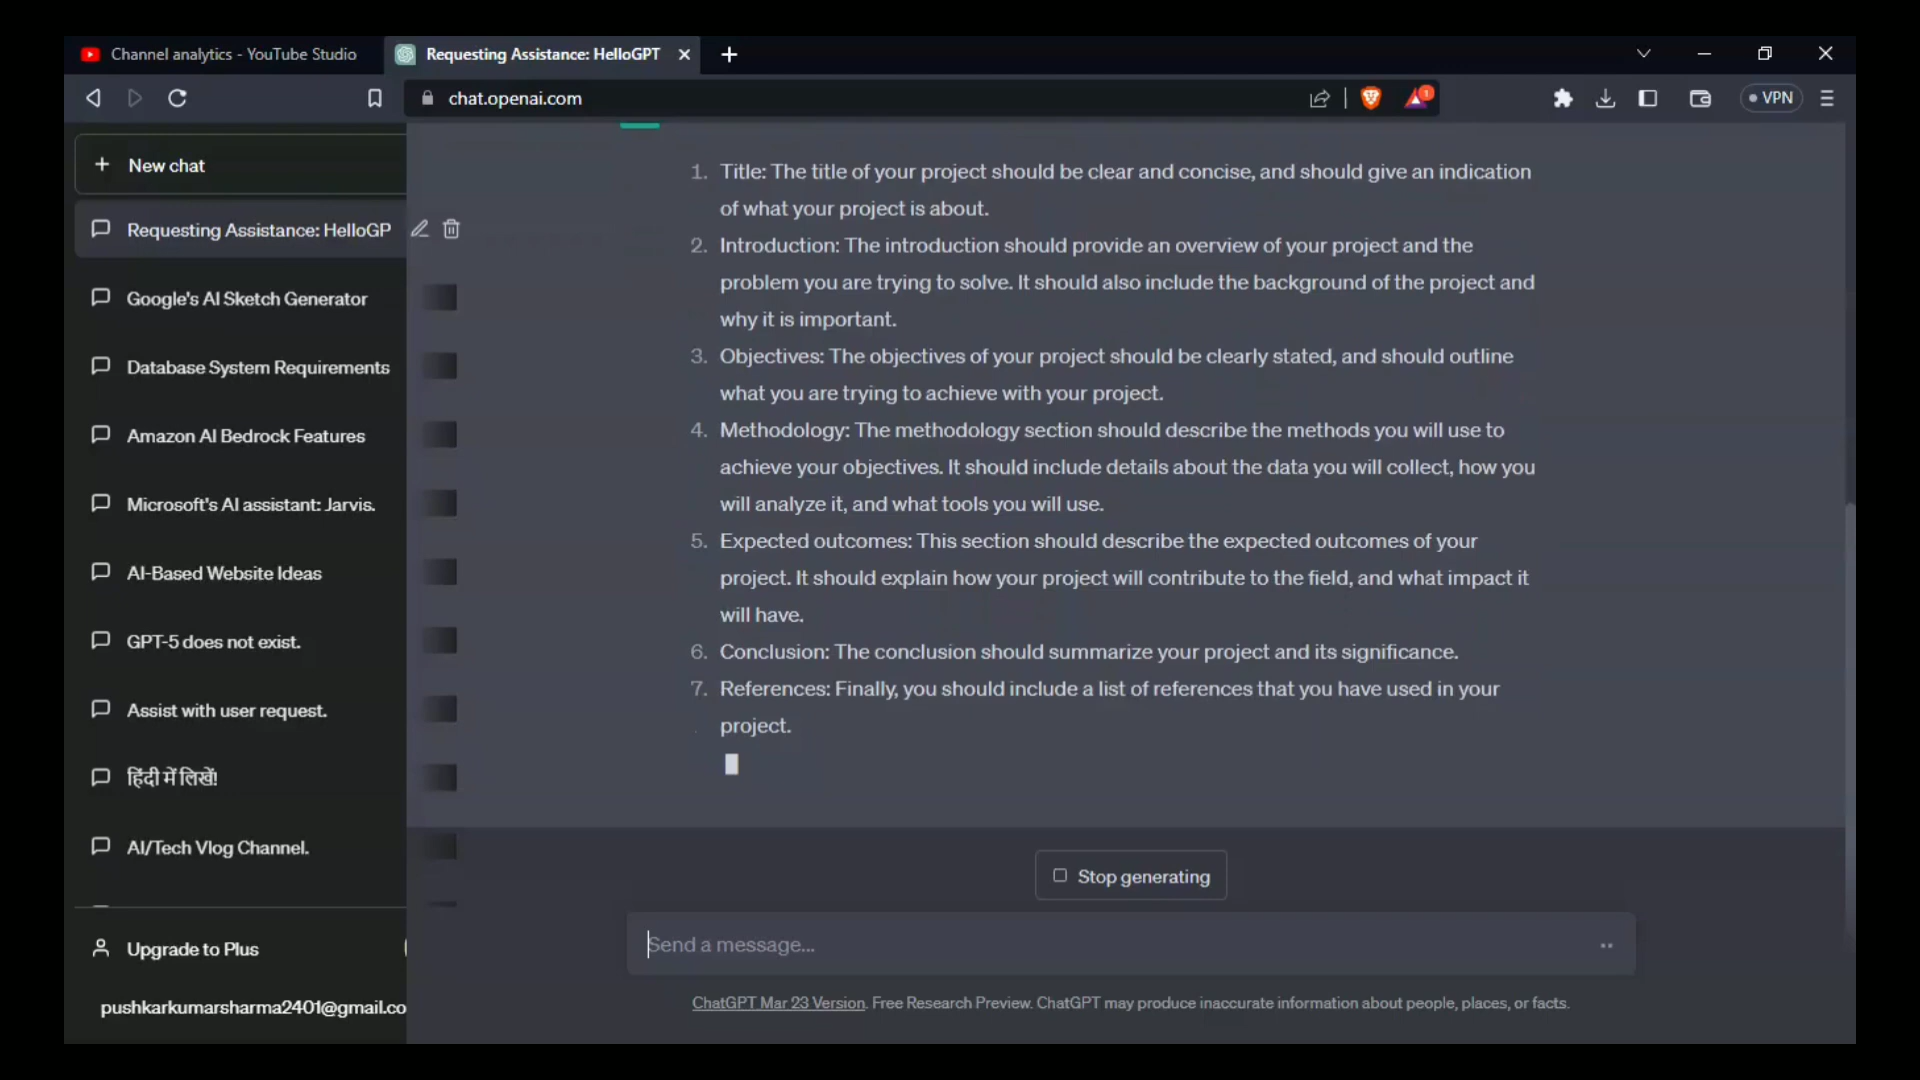 Channel analytics - YouTube Studio
Requesting Assistance: HelloGPT
chat.openai.com
1
VPN
New chat
Requesting Assistance: HelloGP
Google's AI Sketch Generator
Database System Requirements
Amazon AI Bedrock Features
Microsoft's AI assistant: Jarvis.
AI-Based Website Ideas
GPT-5 does not exist.
Assist with user request.
हिंदी में लिखें!
AI/Tech Vlog Channel.
Upgrade to Plus
pushkarkumarsharma2401@gmail.co
1. Title: The title of your project should be clear and concise, and should give an indication
of what your project is about.
2. Introduction: The introduction should provide an overview of your project and the
problem you are trying to solve. It should also include the background of the project and
why it is important.
3. Objectives: The objectives of your project should be clearly stated, and should outline
what you are trying to achieve with your project.
4. Methodology: The methodology section should describe the methods you will use to
achieve your objectives. It should include details about the data you will collect, how you
will analyze it, and what tools you will use.
5. Expected outcomes: This section should describe the expected outcomes of your
project. It should explain how your project will contribute to the field, and what impact it
will have.
6. Conclusion: The conclusion should summarize your project and its significance.
7. References: Finally, you should include a list of references that you have used in your
project.
Stop generating
Send a message...
ChatGPT Mar 23 Version. Free Research Preview. ChatGPT may produce inaccurate information about people, places, or facts.